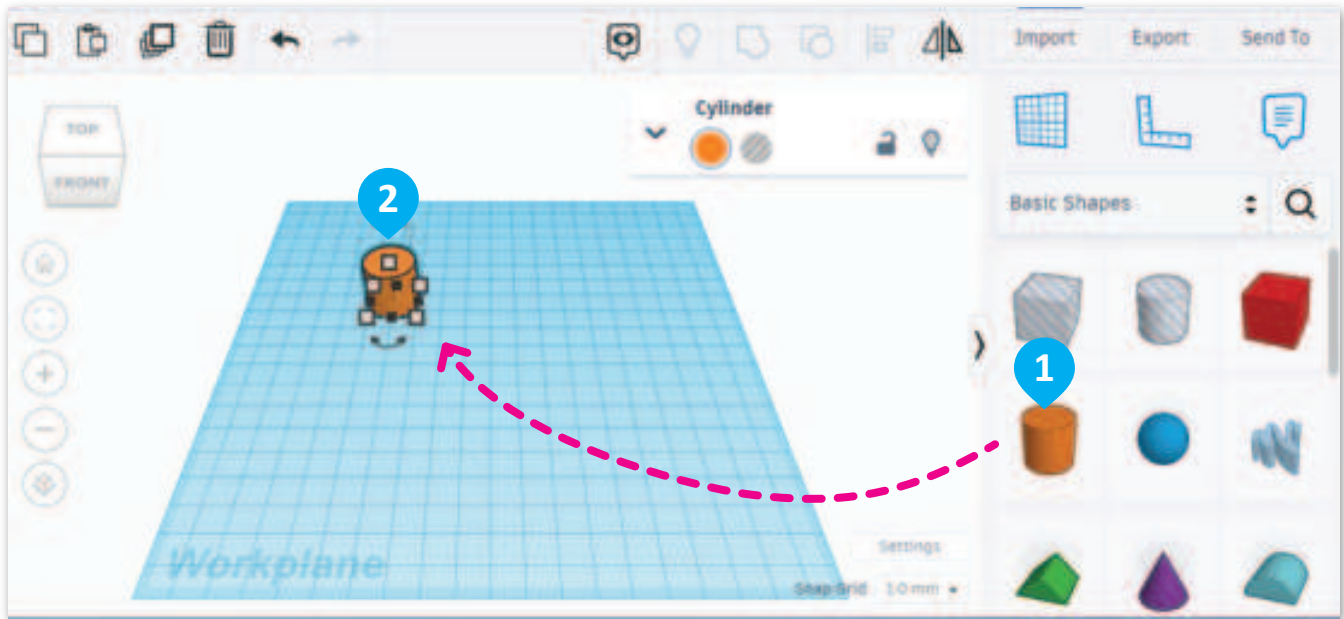 Import Export Send To
Cylinder
TOP
FRONT
2
Basic Shapes
1
Workplane
Settings
Snap Grid 1.0 mm